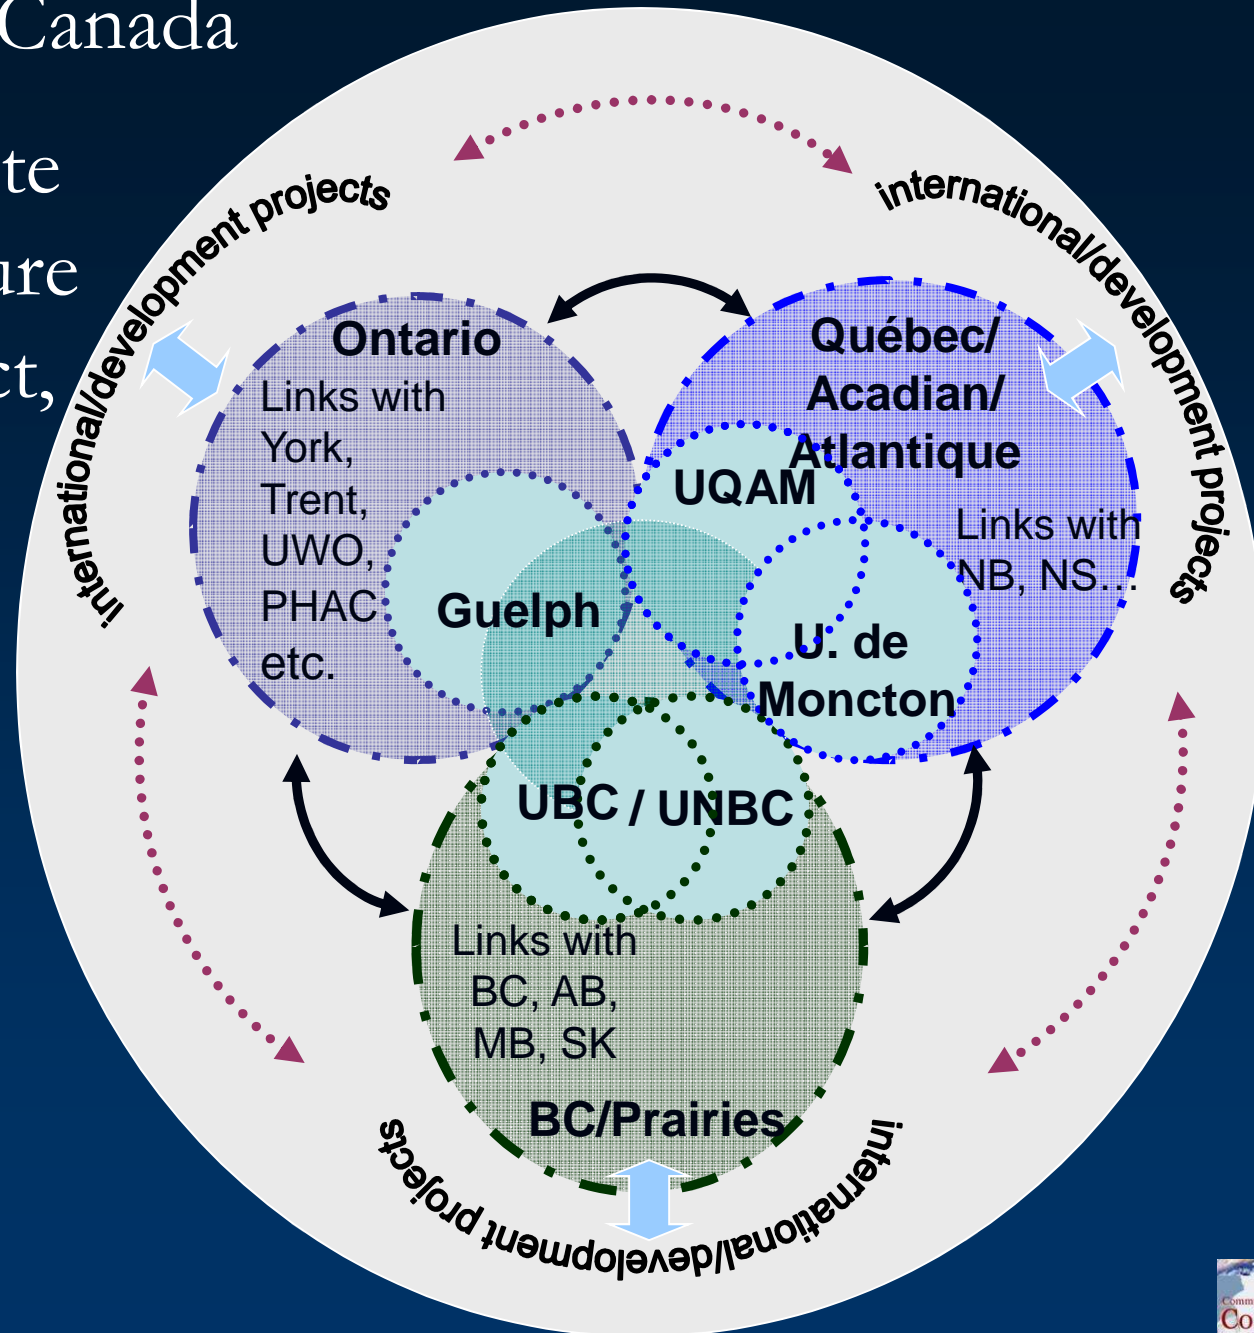 Canada
te
ure
ct,
international/development projects
international/development projects
Ontario
Links with
York,
Trent,
UWO,
PHAC
etc.
Québec/
Acadian/
Atlantique
Links with
NB, NS...
UQAM
Guelph
U. de
Moncton
UBC / UNBC
Links with
BC, AB,
MB, SK
BC/Prairies
international/development projects
Comm
Co